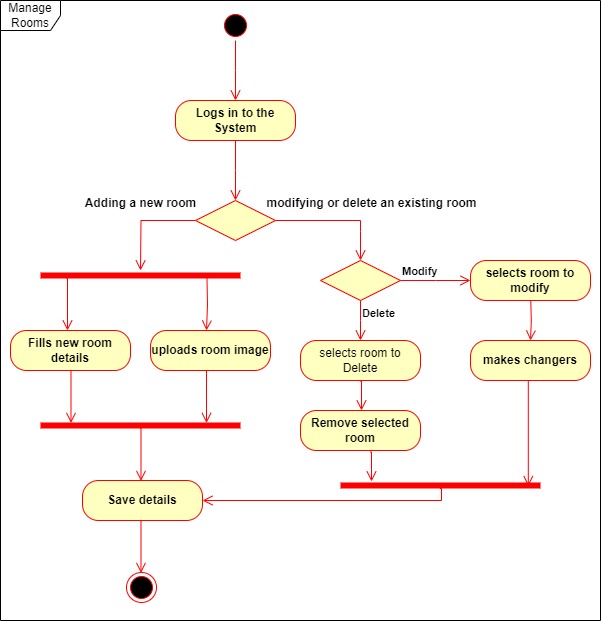 Manage
Rooms
Logs in to the
System
Adding a new room
modifying or delete an existing room
Modify
selects room to
modify
Delete
Fills new room
details
uploads room image
selects room to
Delete
makes changers
Remove selected
room
Save details